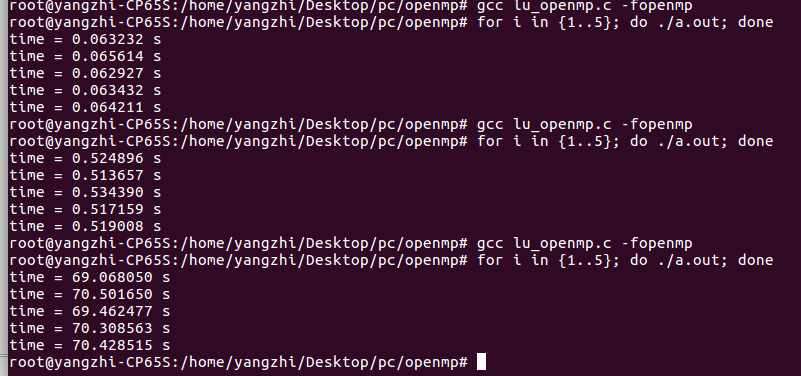 root@yangzhi-CP65S:/home/yangzhi/Desktop/pc/openmp# gcc lu_openmp.c -fopenmp
root@yangzhi-CP65S:/home/yangzhi/Desktop/pc/openmp# for i in {1..5}; do ./a.out; done
time = 0.063232 s
time = 0.065614 s
time = 0.062927 s
time = 0.063432 s
time = 0.064211 s
root@yangzhi-CP65S:/home/yangzhi/Desktop/pc/openmp# gcc lu_openmp.c -fopenmp
root@yangzhi-CP65S:/home/yangzhi/Desktop/pc/openmp# for i in {1..5}; do ./a.out; done
time = 0.524896 s
time = 0.513657 s
time = 0.534390 s
time = 0.517159 s
time = 0.519008 s
root@yangzhi-CP65S:/home/yangzhi/Desktop/pc/openmp# gcc lu_openmp.c -fopenmp
root@yangzhi-CP65S:/home/yangzhi/Desktop/pc/openmp# for i in {1..5}; do ./a.out; done
time = 69.068050 s
time = 70.501650 s
time = 69.462477 s
time = 70.308563 s
time = 70.428515 s
root@yangzhi-CP65S:/home/yangzhi/Desktop/pc/openmp#